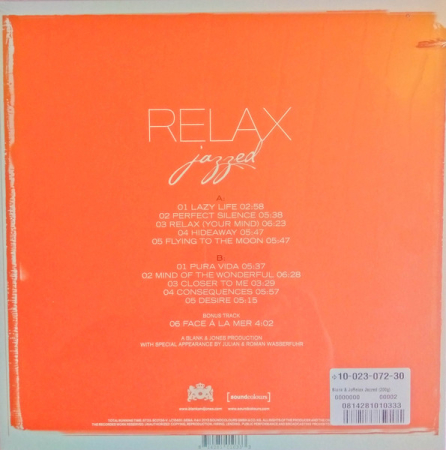 RELAX
jazzed
A:
01 LAZY LIFE 02:58
02 PERFECT SILENCE 05:38
03 RELAX (YOUR MIND) 06:23
04 HIDEAWAY 05:47
05 FLYING TO THE MOON 05:47
B:
01 PURA VIDA 05:37
02 MIND OF THE WONDERFUL 06:28
03 CLOSER TO ME 03:29
04 CONSEQUENCES 05:57
05 DESIRE 05:15
BONUS TRACK
06 FACE À LA MER 4:02
A BLANK & JONES PRODUCTION
WITH SPECIAL APPEARANCE BY JULIAN & ROMAN WASSERFUHR
[soundcolours]
10-023-072-30
0814281010333